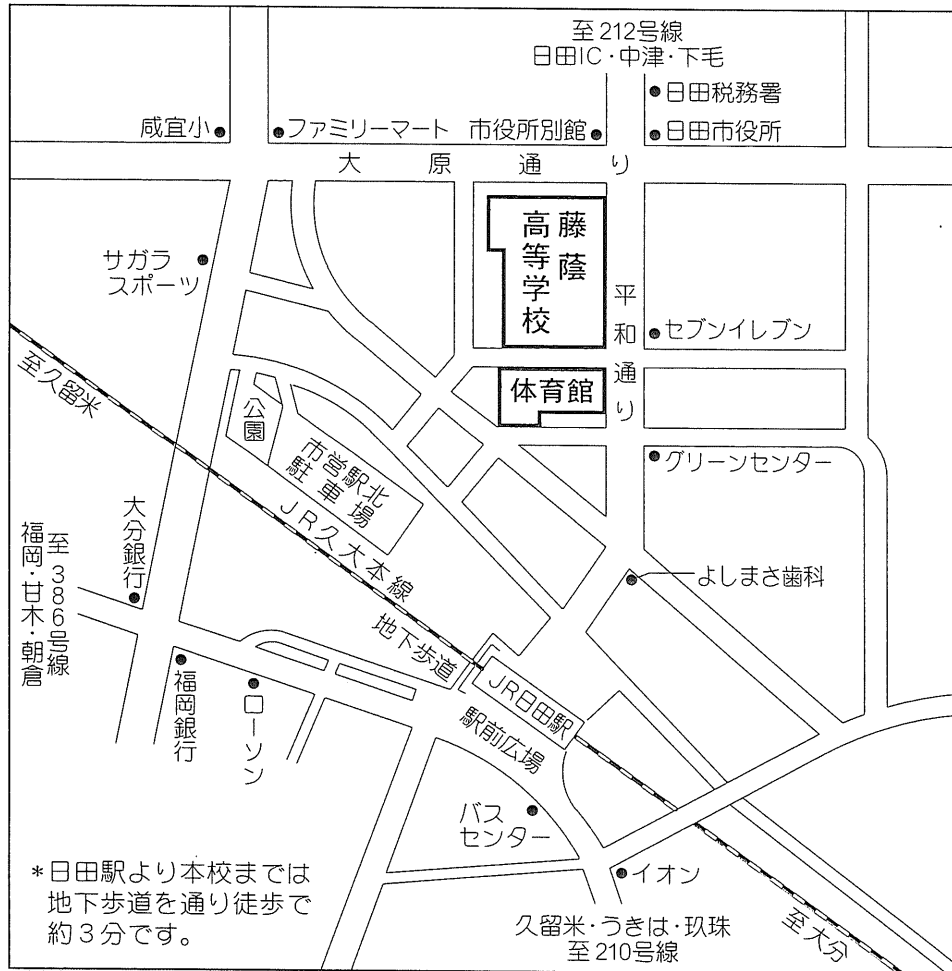 至212号線
日田IC・中津・下毛
日田税務署
咸宜小
ファミリーマート
市役所別館
日田市役所
大原通り
藤蔭
高等学校
サガラ
スポーツ
平和通り
セブンイレブン
至久留米
体育館
公園
市営駅北
駐車場
グリーンセンター
JR久大本線
大分銀行
至386号線
福岡・甘木・朝倉
よしまさ歯科
地下歩道
JR日田駅
福岡銀行
ローソン
駅前広場
バス
センター
イオン
*日田駅より本校までは
地下歩道を通り徒歩で
約3分です。
久留米・うきは・玖珠
至210号線
至大分